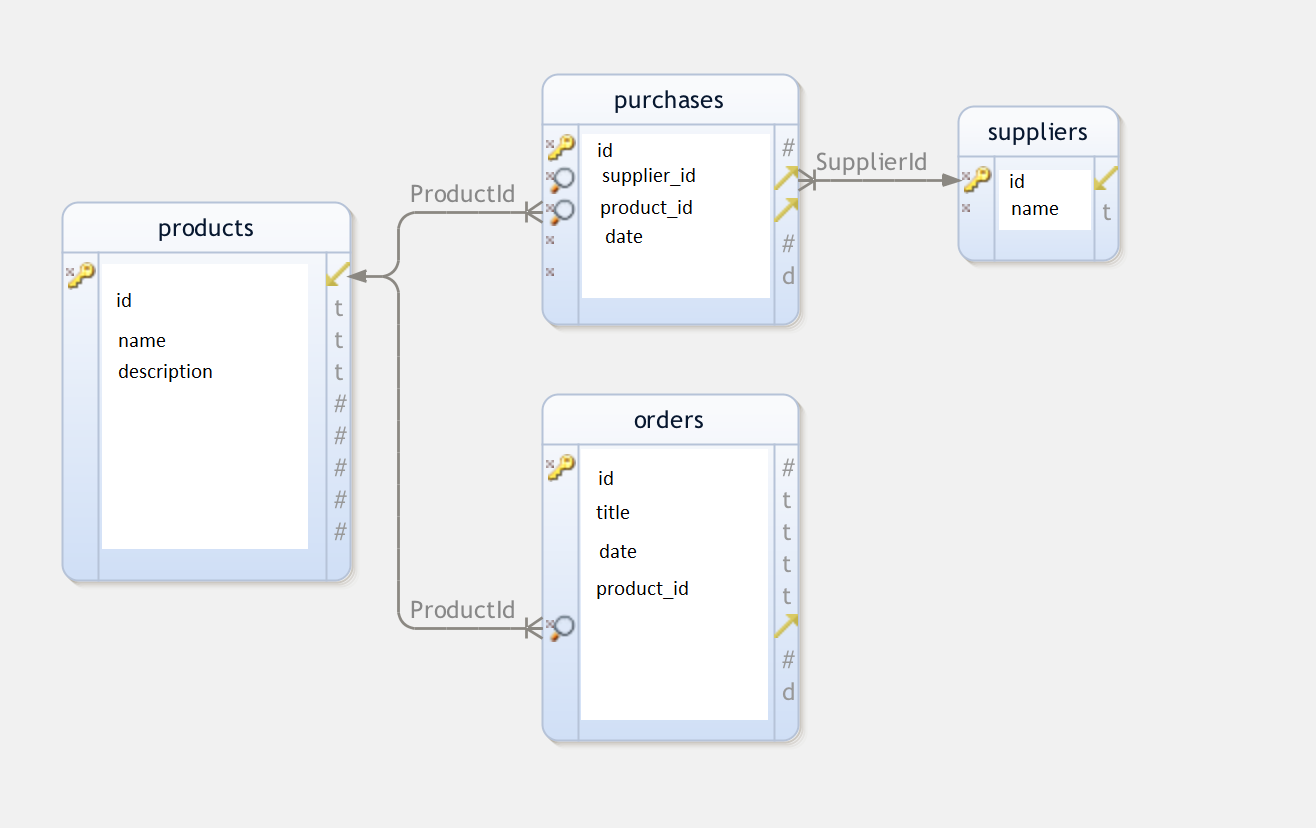 products
id
name
description
t
t
t
#
#
#
#
#
ProductId
ProductId
purchases
id
supplier_id
product_id
date
#
#
d
SupplierId
suppliers
id
name
t
orders
id
title
date
product_id
#
t
t
t
t
#
d